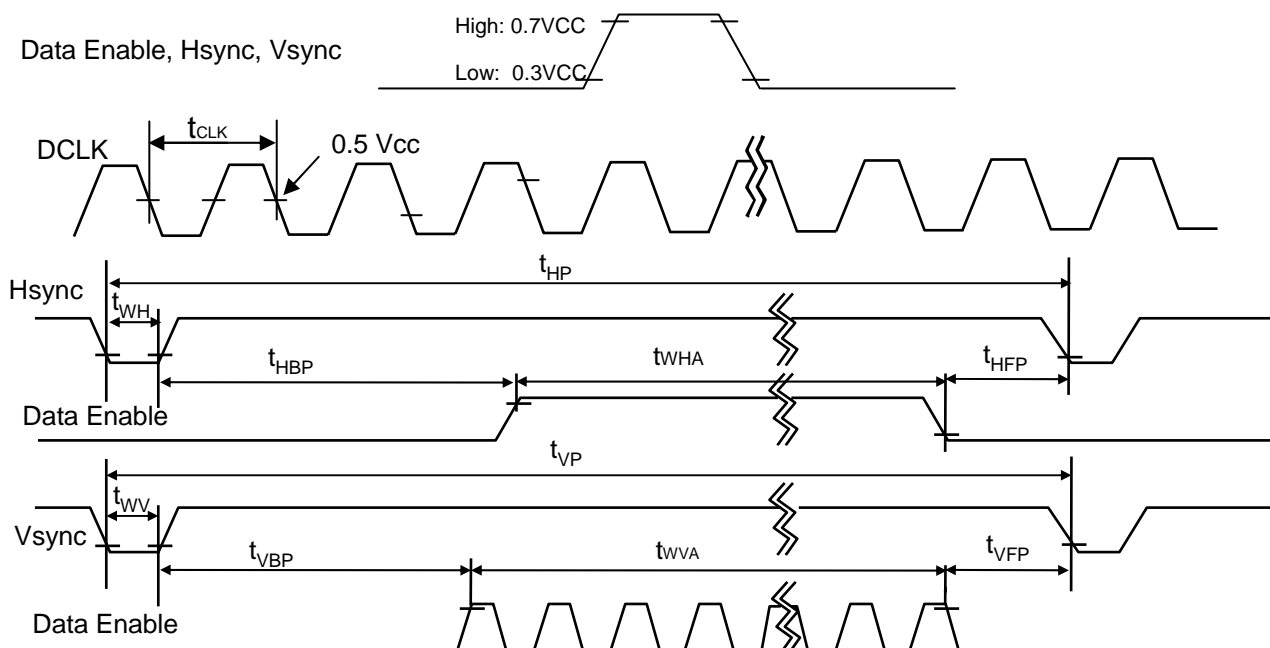 High: 0.7VCC
Data Enable, Hsync, Vsync
Low: 0.3VCC
tCLK
0.5 Vcc
DCLK
tHP
Hsync
tWH
tHBP
tWHA
tHFP
Data Enable
tVP
tWV
Vsync
tVBP
tWVA
tVFP
Data Enable